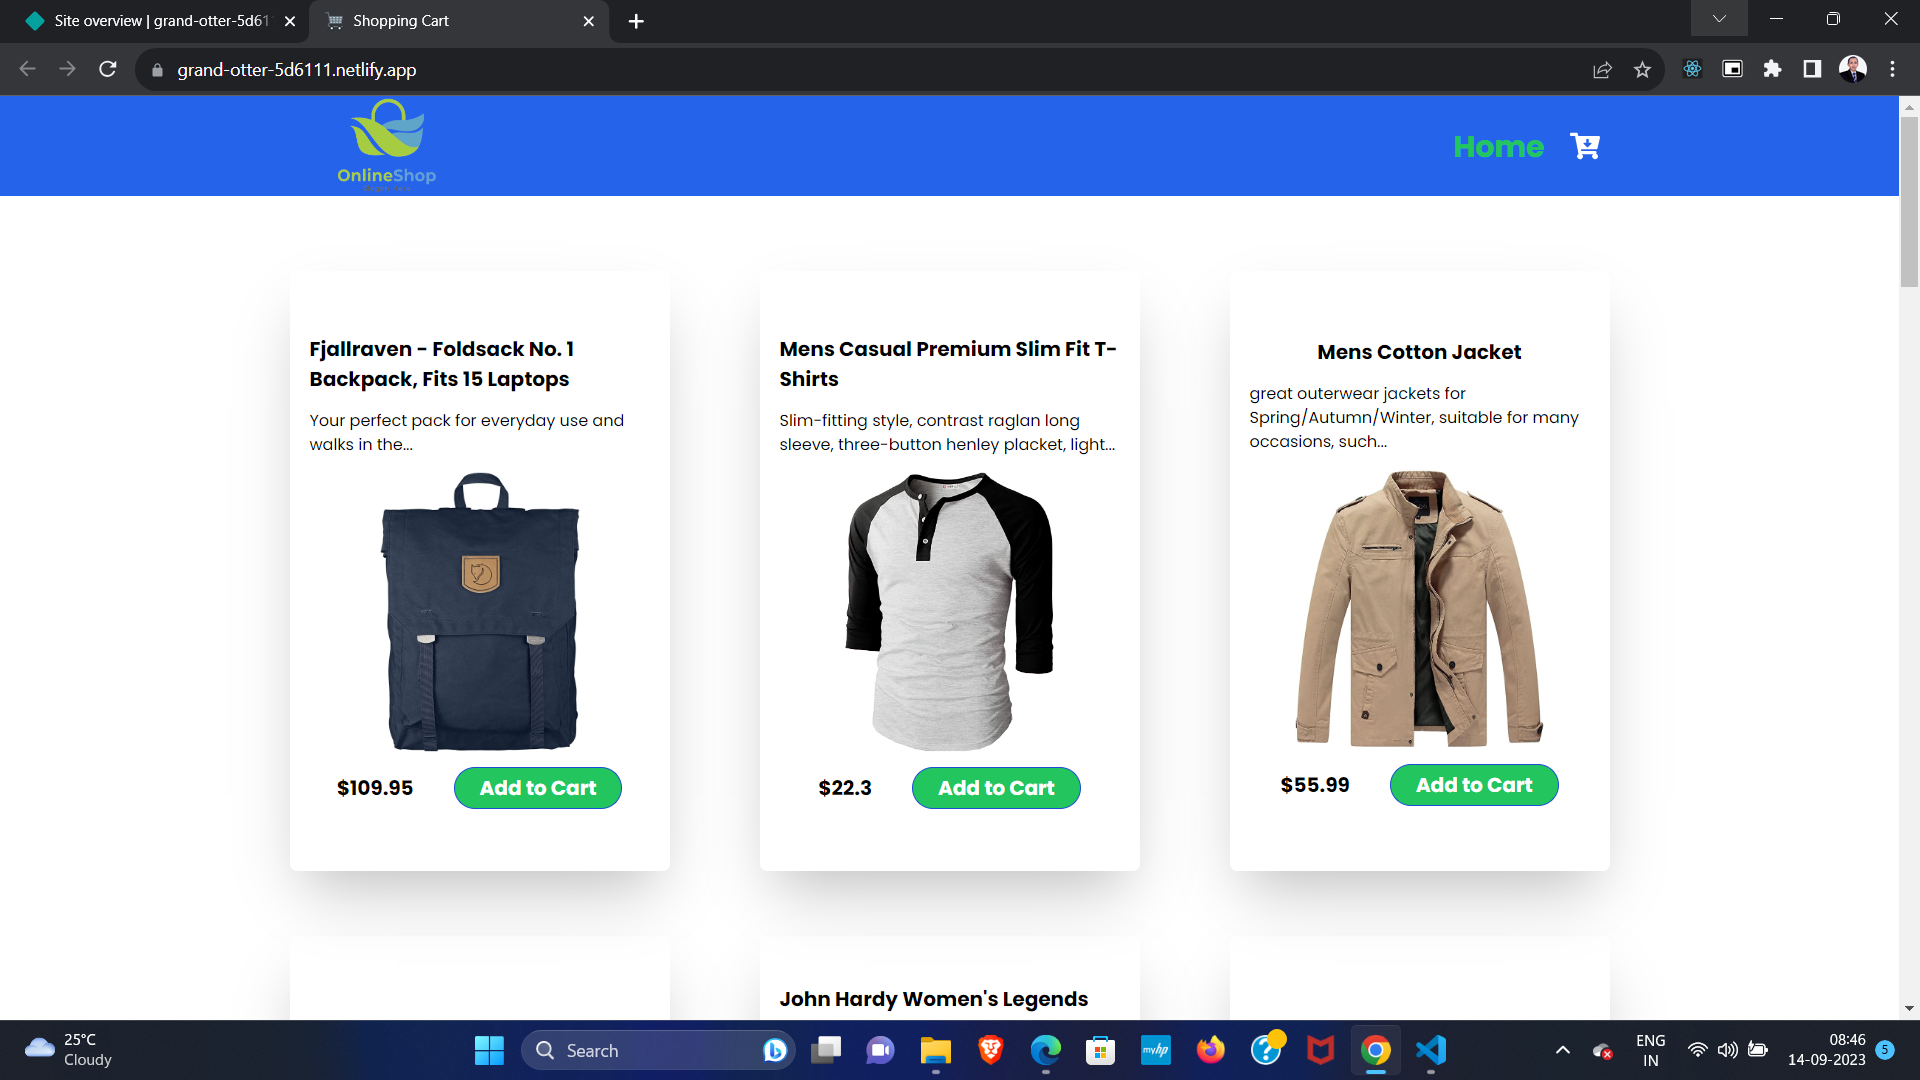 Site overview | grand-otter-5d61
Shopping Cart
grand-otter-5d6111.netlify.app
OnlineShop
Home
Fjallraven - Foldsack No. 1
Backpack, Fits 15 Laptops
Your perfect pack for everyday use and
walks in the...
$109.95
Add to Cart
Mens Casual Premium Slim Fit T-
Shirts
Slim-fitting style, contrast raglan long
sleeve, three-button henley placket, light...
$22.3
Add to Cart
Mens Cotton Jacket
great outerwear jackets for
Spring/Autumn/Winter, suitable for many
occasions, such...
$55.99
Add to Cart
John Hardy Women's Legends
25°C
Cloudy
Search
myhp
ENG
IN
08:46
14-09-2023
5